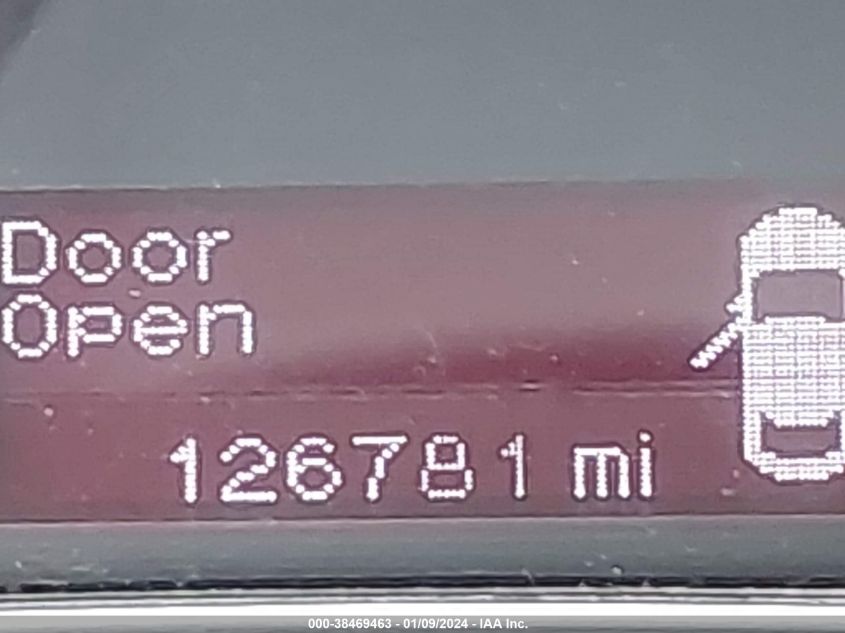 Door
Open
126781 mi
000-38469463 - 01/09/2024 - IAA Inc.